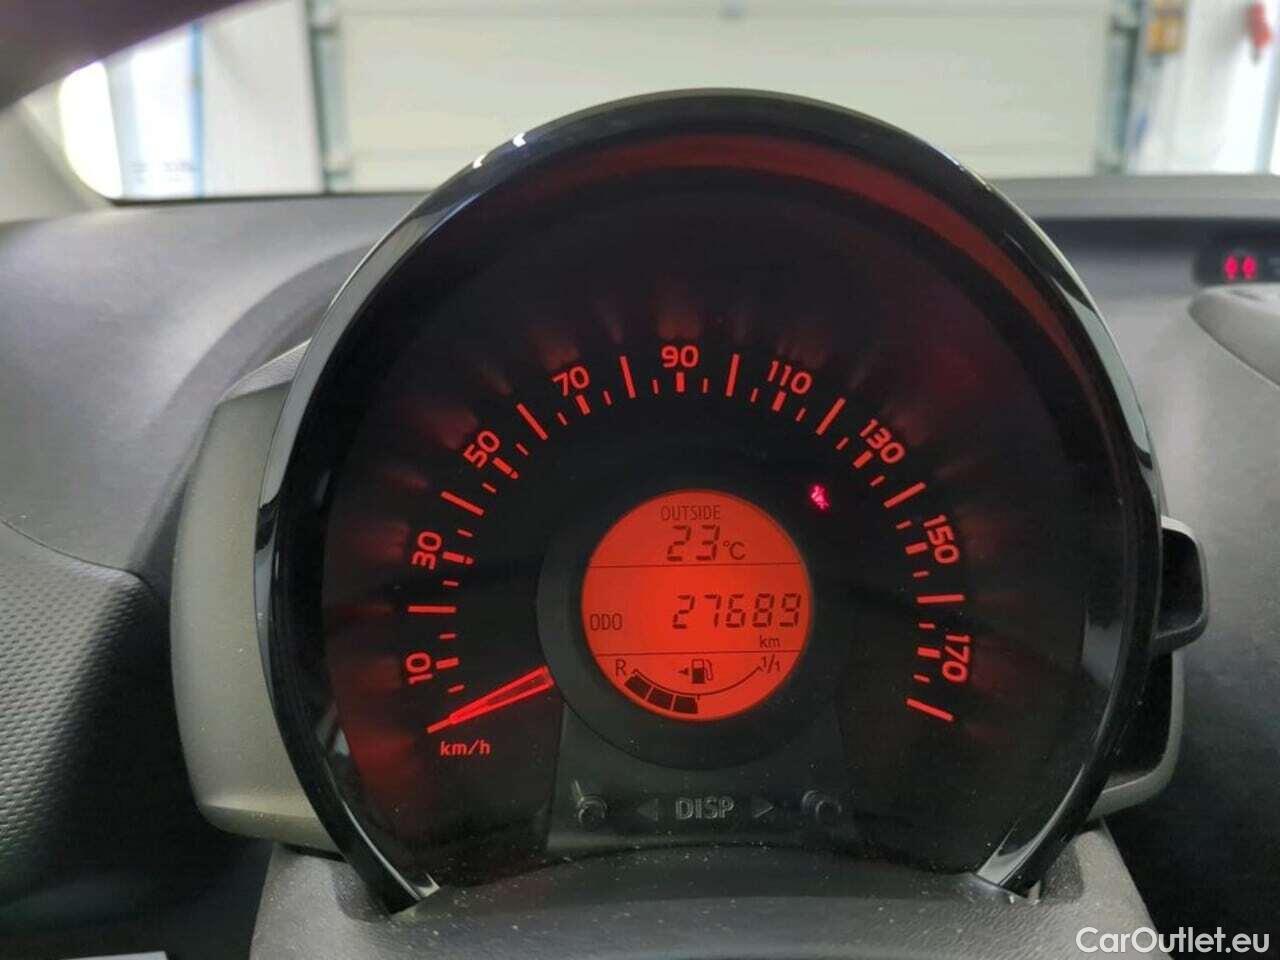 90
70
110
50
130
OUTSIDE
23°C
30
150
ODO 27689
km
10
170
R 1/1
km/h
DISP
CarOutlet.eu